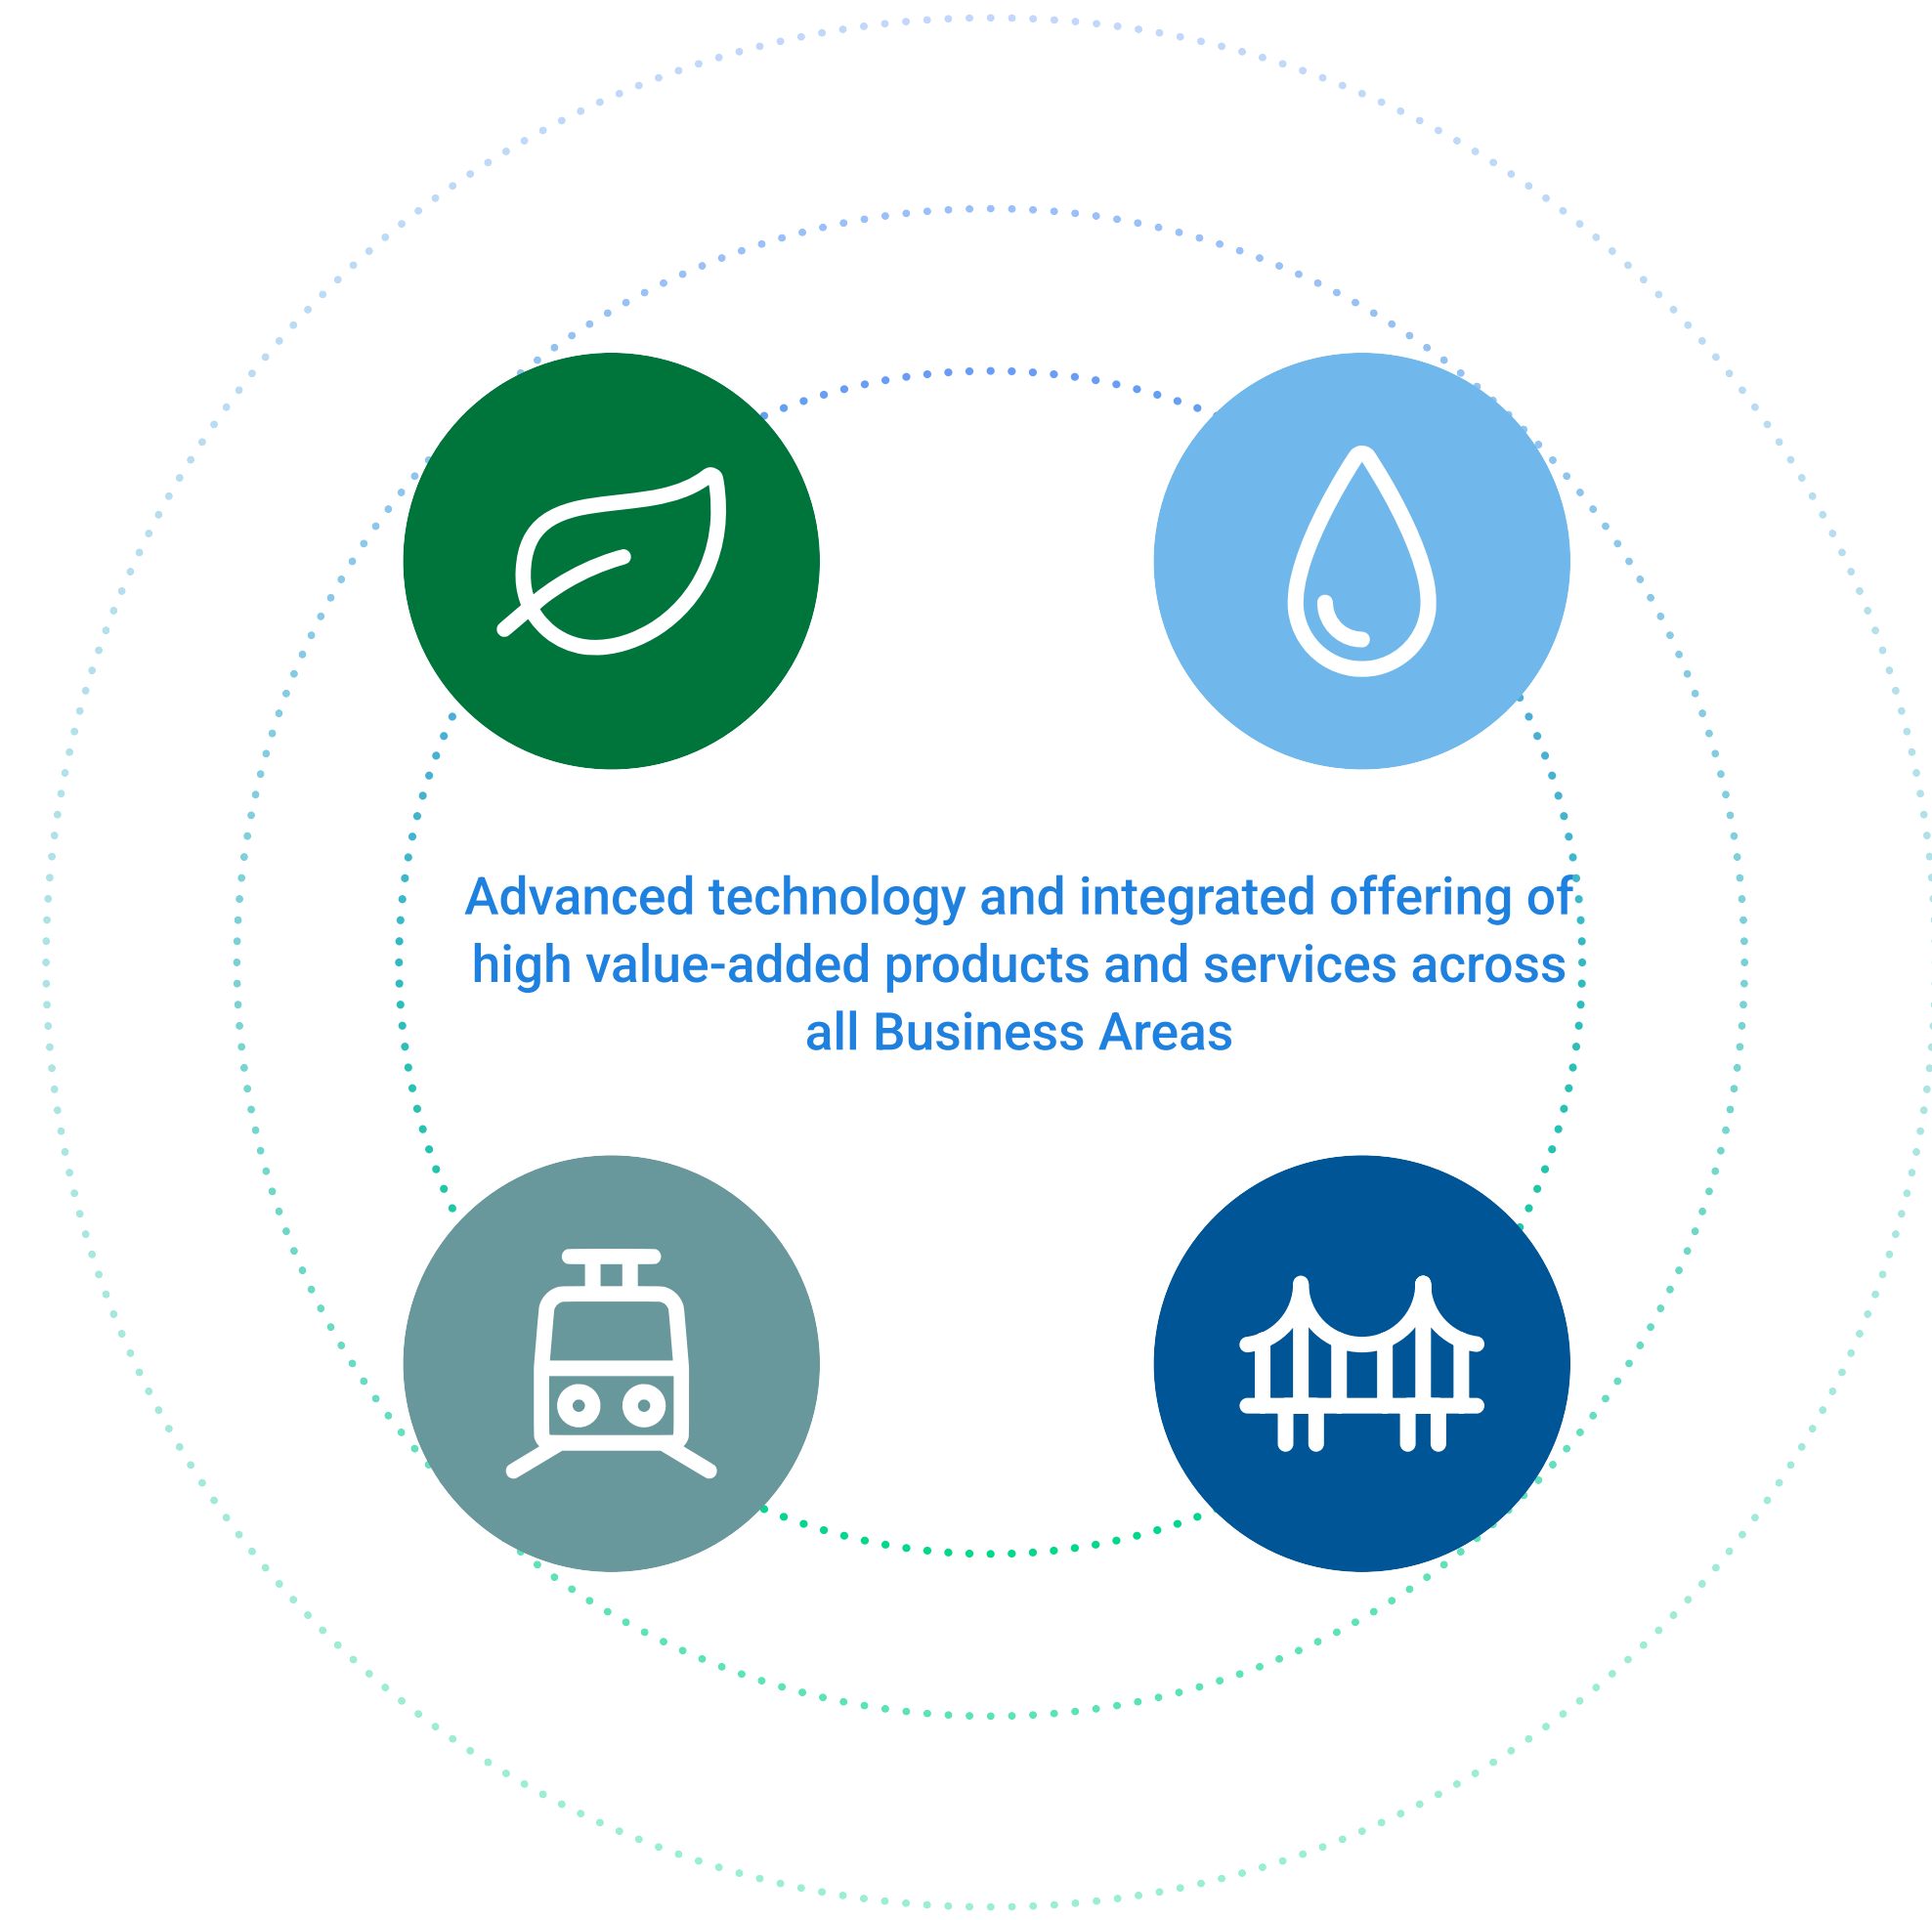 Advanced technology and integrated offering of
high value-added products and services across
all Business Areas